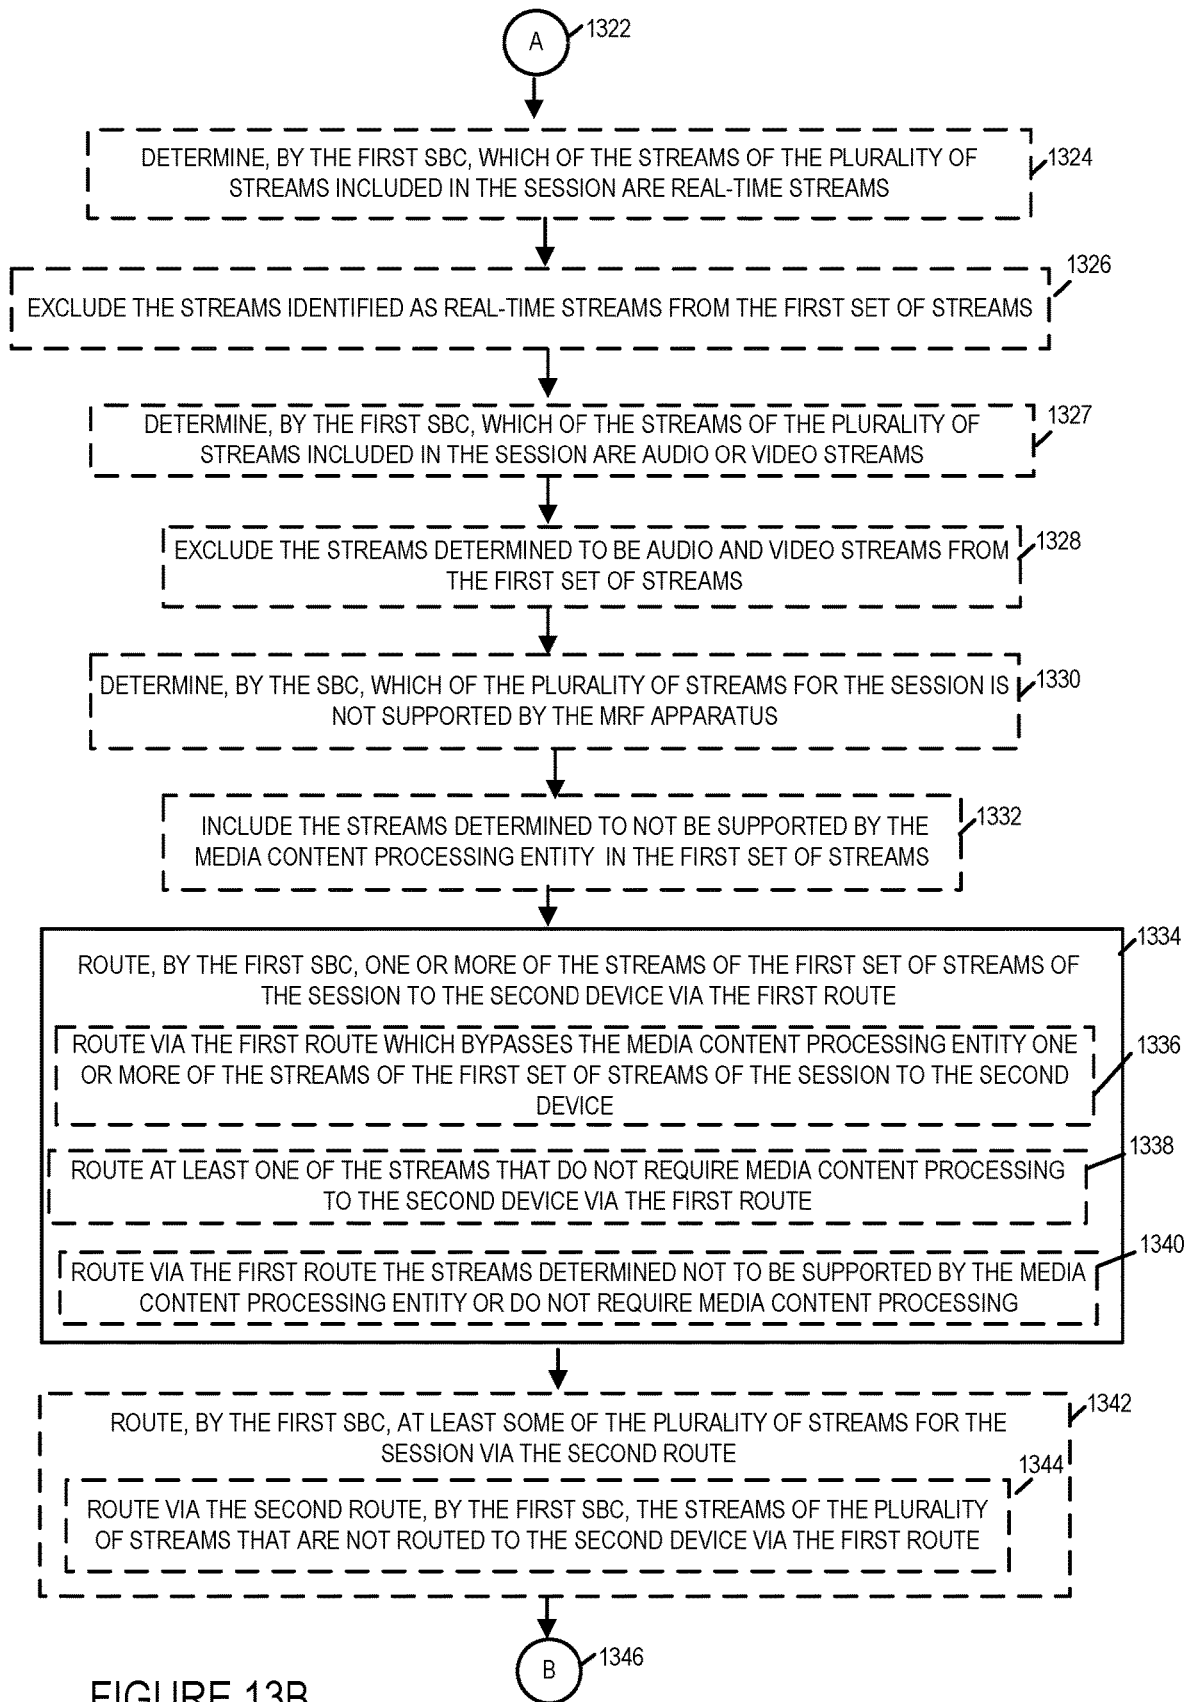 A
1322
DETERMINE, BY THE FIRST SBC, WHICH OF THE STREAMS OF THE PLURALITY OF
STREAMS INCLUDED IN THE SESSION ARE REAL-TIME STREAMS
1324
EXCLUDE THE STREAMS IDENTIFIED AS REAL-TIME STREAMS FROM THE FIRST SET OF STREAMS
1326
DETERMINE, BY THE FIRST SBC, WHICH OF THE STREAMS OF THE PLURALITY OF
STREAMS INCLUDED IN THE SESSION ARE AUDIO OR VIDEO STREAMS
1327
EXCLUDE THE STREAMS DETERMINED TO BE AUDIO AND VIDEO STREAMS FROM
THE FIRST SET OF STREAMS
1328
DETERMINE, BY THE SBC, WHICH OF THE PLURALITY OF STREAMS FOR THE SESSION IS
NOT SUPPORTED BY THE MRF APPARATUS
1330
INCLUDE THE STREAMS DETERMINED TO NOT BE SUPPORTED BY THE
MEDIA CONTENT PROCESSING ENTITY IN THE FIRST SET OF STREAMS
1332
ROUTE, BY THE FIRST SBC, ONE OR MORE OF THE STREAMS OF THE FIRST SET OF STREAMS OF
THE SESSION TO THE SECOND DEVICE VIA THE FIRST ROUTE
1334
ROUTE VIA THE FIRST ROUTE WHICH BYPASSES THE MEDIA CONTENT PROCESSING ENTITY ONE
OR MORE OF THE STREAMS OF THE FIRST SET OF STREAMS OF THE SESSION TO THE SECOND
DEVICE
1336
ROUTE AT LEAST ONE OF THE STREAMS THAT DO NOT REQUIRE MEDIA CONTENT PROCESSING
TO THE SECOND DEVICE VIA THE FIRST ROUTE
1338
ROUTE VIA THE FIRST ROUTE THE STREAMS DETERMINED NOT TO BE SUPPORTED BY THE MEDIA
CONTENT PROCESSING ENTITY OR DO NOT REQUIRE MEDIA CONTENT PROCESSING
1340
ROUTE, BY THE FIRST SBC, AT LEAST SOME OF THE PLURALITY OF STREAMS FOR THE
SESSION VIA THE SECOND ROUTE
1342
ROUTE VIA THE SECOND ROUTE, BY THE FIRST SBC, THE STREAMS OF THE PLURALITY
OF STREAMS THAT ARE NOT ROUTED TO THE SECOND DEVICE VIA THE FIRST ROUTE
1344
B
1346
FIGURE 13B